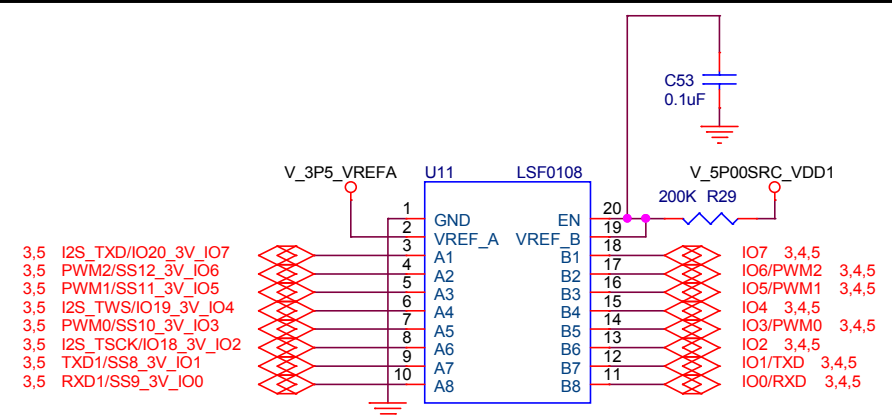 C53
0.1uF
V_3P5_VREFA U11 LSF0108 V_5P00SRC_VDD1
200K R29
1 GND EN 20
2 VREF_A VREF_B 19
3,5 I2S_TXD/IO20_3V_IO7 3 A1 B1 18 IO7 3,4,5
3,5 PWM2/SS12_3V_IO6 4 A2 B2 17 IO6/PWM2 3,4,5
3,5 PWM1/SS11_3V_IO5 5 A3 B3 16 IO5/PWM1 3,4,5
3,5 I2S_TWS/IO19_3V_IO4 6 A4 B4 15 IO4 3,4,5
3,5 PWM0/SS10_3V_IO3 7 A5 B5 14 IO3/PWM0 3,4,5
3,5 I2S_TSCK/IO18_3V_IO2 8 A6 B6 13 IO2 3,4,5
3,5 TXD1/SS8_3V_IO1 9 A7 B7 12 IO1/TXD 3,4,5
3,5 RXD1/SS9_3V_IO0 10 A8 B8 11 IO0/RXD 3,4,5